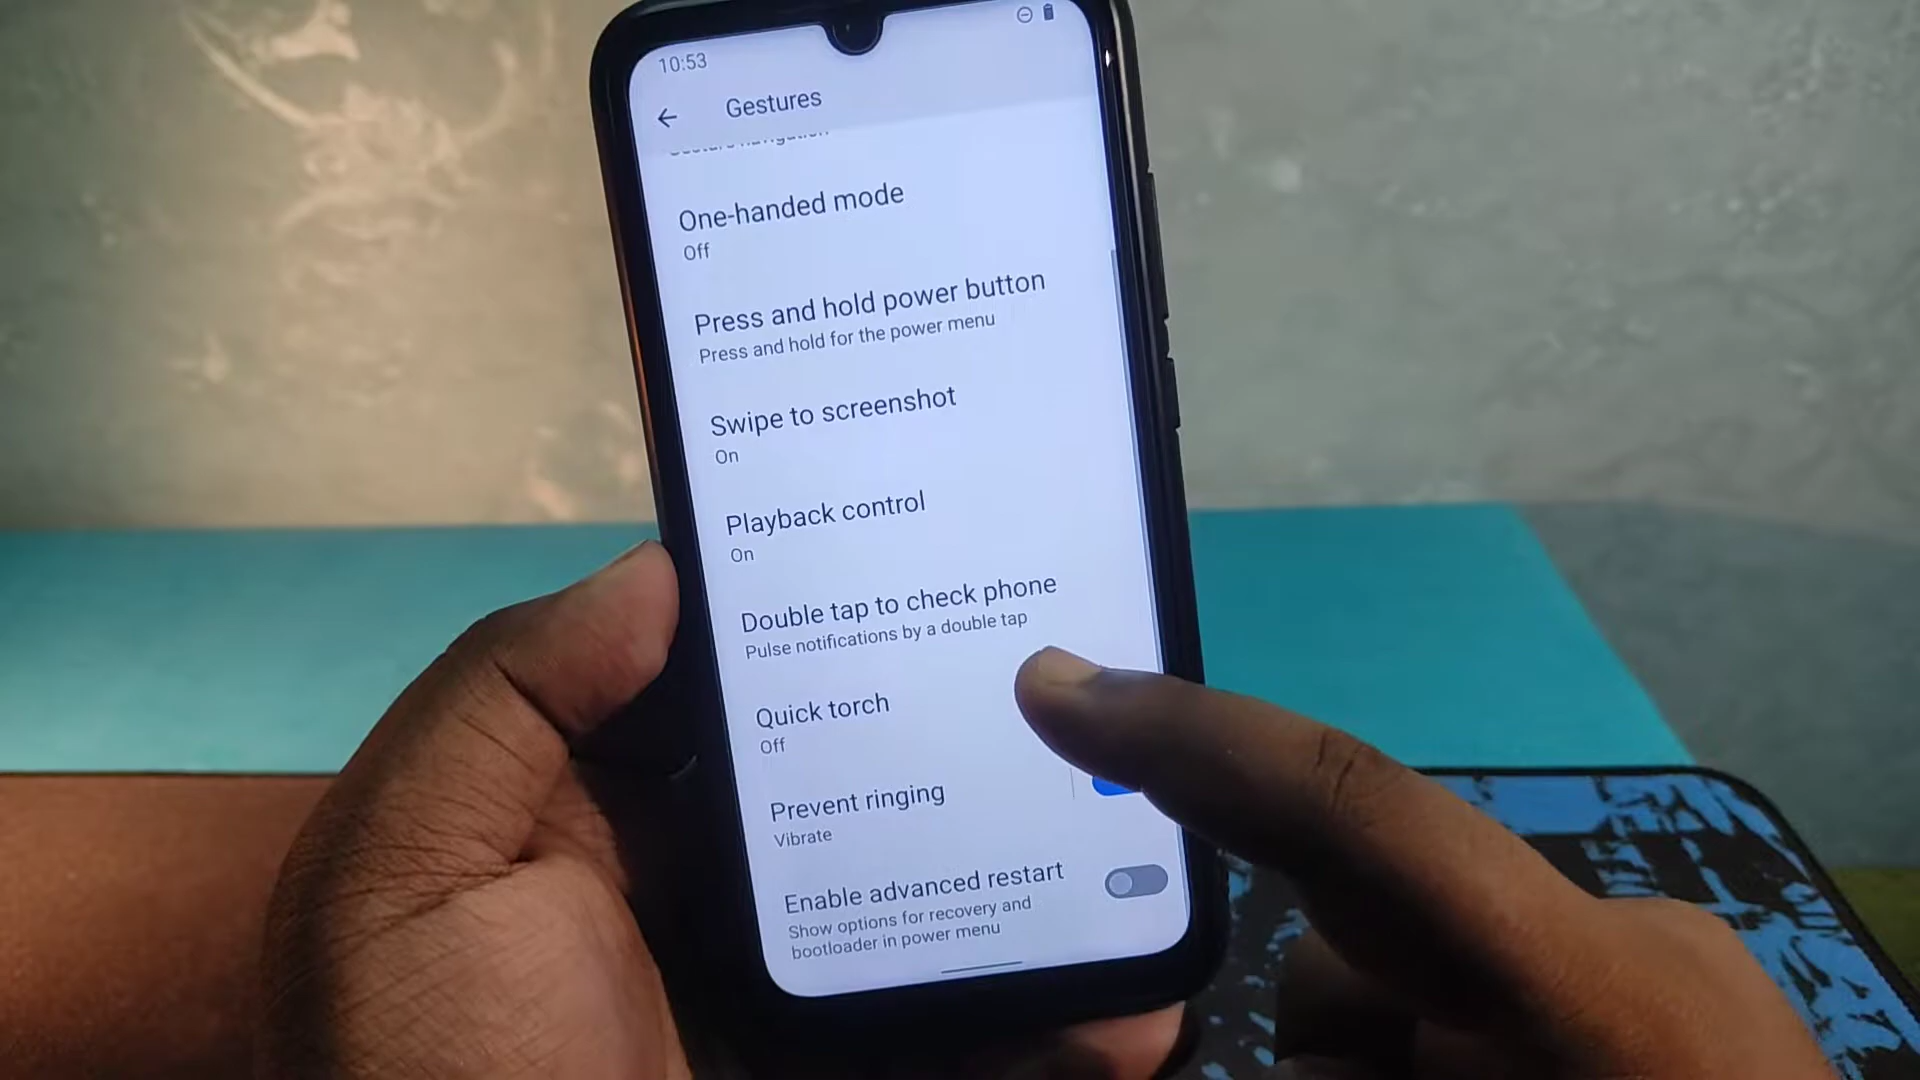 10:53
Gestures
One-handed mode
Off
Press and hold power button
Press and hold for the power menu
Swipe to screenshot
On
Playback control
On
Double tap to check phone
Pulse notifications by a double tap
Quick torch
Off
Prevent ringing
Vibrate
Enable advanced restart
Show options for recovery and
bootloader in power menu